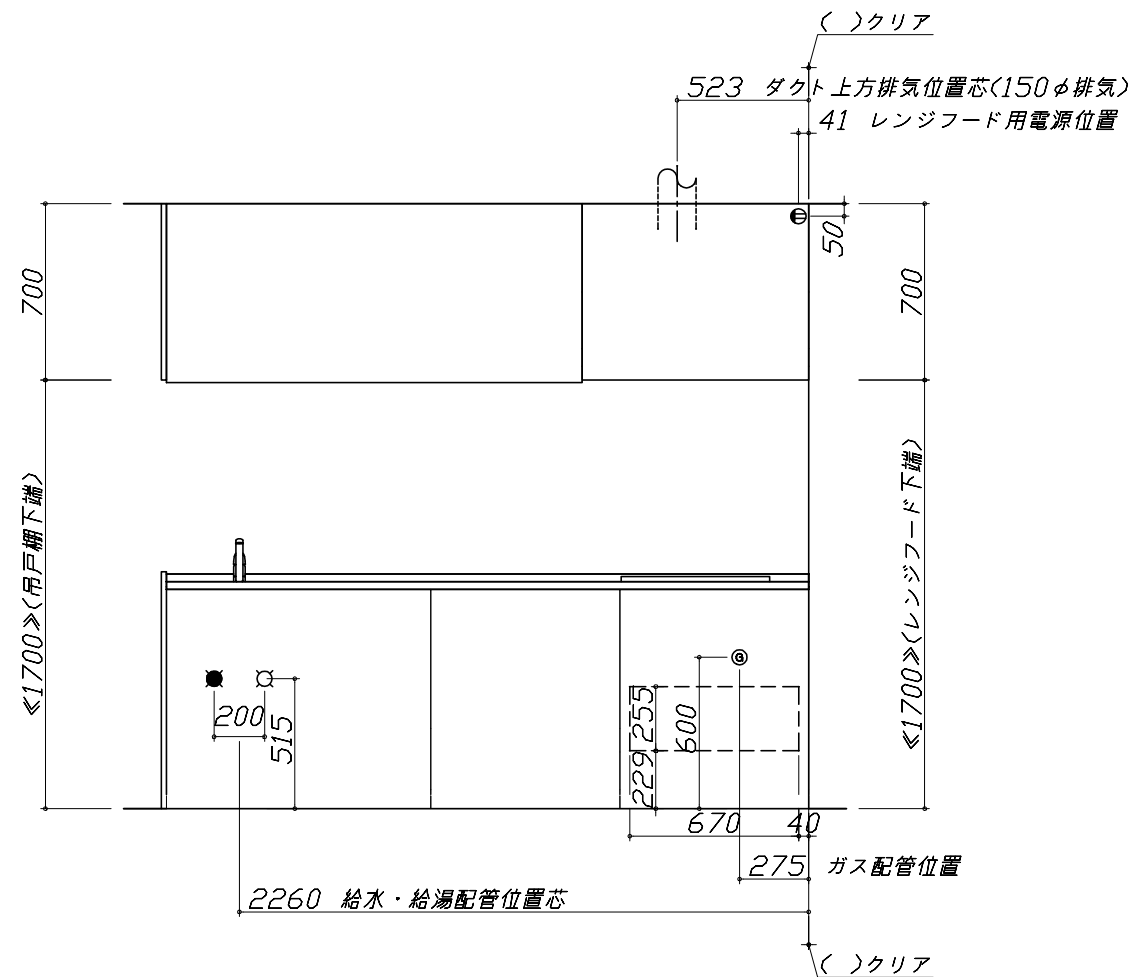 ( )クリア
523 ダクト上方排気位置芯(150φ排気)
41 レンジフード用電源位置
50
700
700
≪1700≫(吊戸棚下端)
≪1700≫(レンジフード下端)
G
200
515
255
229
600
670
40
275 ガス配管位置
2260 給水・給湯配管位置芯
( )クリア